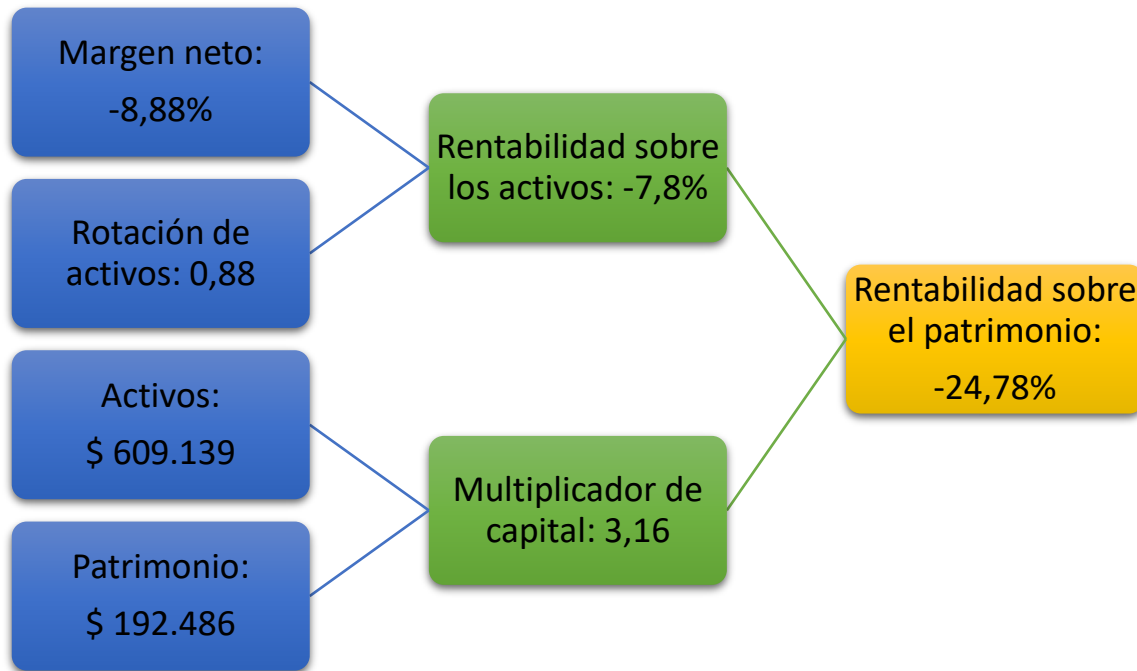 Margen neto:
-8,88%
Rotación de
activos: 0,88
Activos:
$ 609.139
Patrimonio:
$ 192.486
Rentabilidad sobre
los activos: -7,8%
Multiplicador de
capital: 3,16
Rentabilidad sobre
el patrimonio:
-24,78%